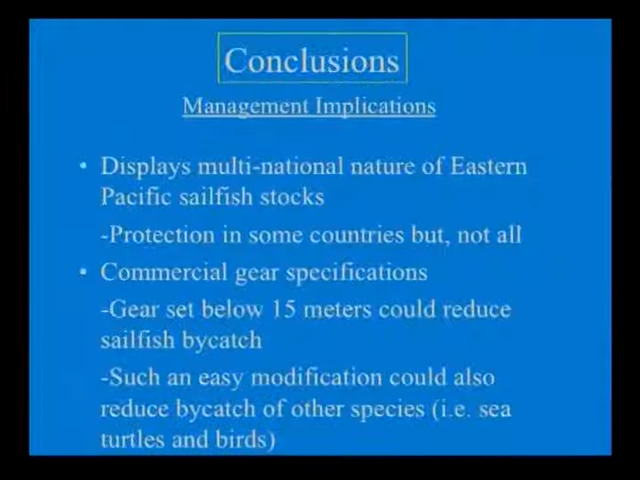 Conclusions
Management Implications
• Displays multi-national nature of Eastern
Pacific sailfish stocks
-Protection in some countries but, not all
• Commercial gear specifications
-Gear set below 15 meters could reduce
sailfish bycatch
-Such an easy modification could also
reduce bycatch of other species (i.e. sea
turtles and birds)